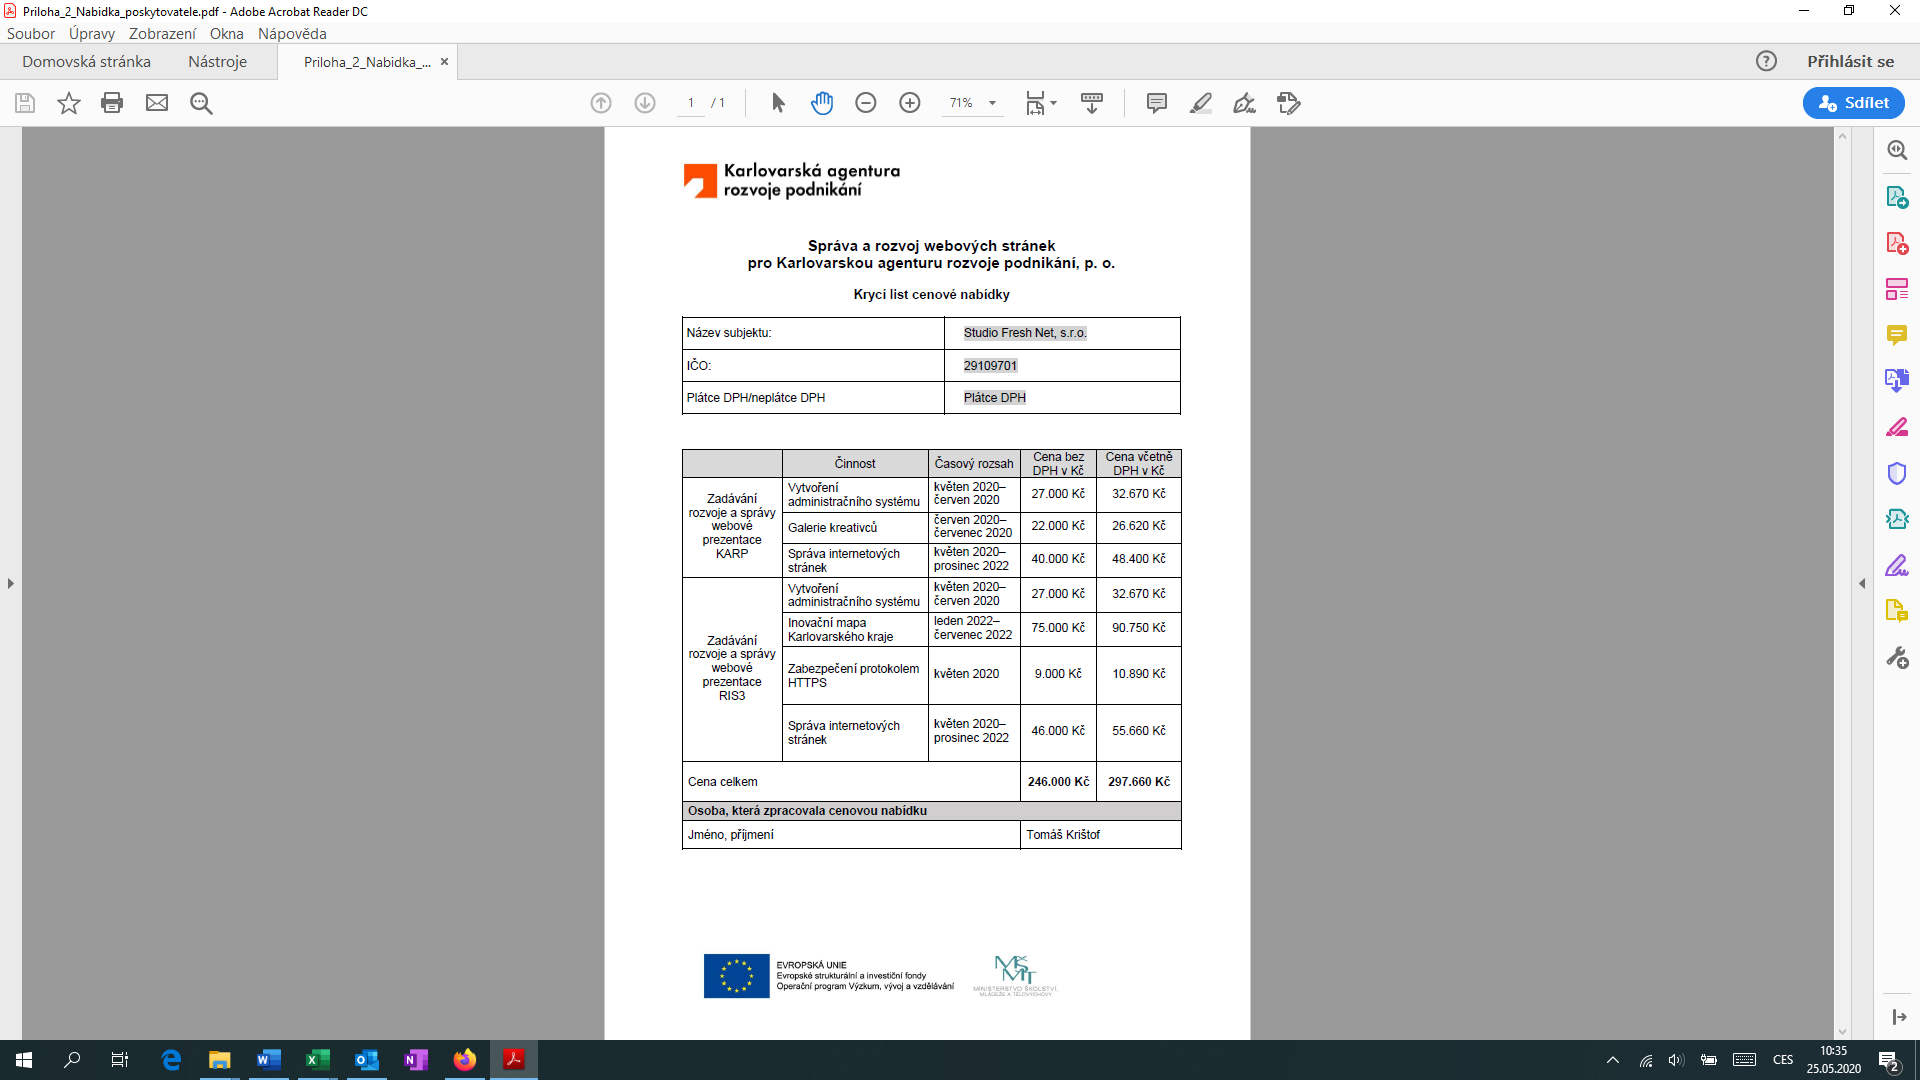 Priloha_2_Nabidka_poskytovatele.pdf - Adobe Acrobat Reader DC
Soubor Úpravy Zobrazení Okna Nápověda
Domovská stránka Nástroje Priloha_2_Nabidka_... × Přihlásit se
1 / 1 71% Sdílet
Karlovarská agentura
rozvoje podnikání
Správa a rozvoj webových stránek
pro Karlovarskou agenturu rozvoje podnikání, p. o.
Krycí list cenové nabídky
Název subjektu: Studio Fresh Net, s.r.o.
IČO: 29109701
Plátce DPH/neplátce DPH Plátce DPH
Činnost Časový rozsah Cena bez DPH v Kč Cena včetně DPH v Kč
Zadávání
rozvoje a správy
webové
prezentace
KARP
Vytvoření
administračního systému
květen 2020–
červen 2020
27.000 Kč 32.670 Kč
Galerie kreativců
červen 2020–
červenec 2020
22.000 Kč 26.620 Kč
Správa internetových
stránek
květen 2020–
prosinec 2022
40.000 Kč 48.400 Kč
Zadávání
rozvoje a správy
webové
prezentace
RIS3
Vytvoření
administračního systému
květen 2020–
červen 2020
27.000 Kč 32.670 Kč
Inovační mapa
Karlovarského kraje
leden 2022–
červenec 2022
75.000 Kč 90.750 Kč
Zabezpečení protokolem
HTTPS
květen 2020
9.000 Kč 10.890 Kč
Správa internetových
stránek
květen 2020–
prosinec 2022
46.000 Kč 55.660 Kč
Cena celkem 246.000 Kč 297.660 Kč
Osoba, která zpracovala cenovou nabídku
Jméno, příjmení Tomáš Krištof
EVROPSKÁ UNIE
Evropské strukturální a investiční fondy
Operační program Výzkum, vývoj a vzdělávání
MŠMT
MINISTERSTVO ŠKOLSTVÍ,
MLÁDEŽE A TĚLOVÝCHOVY
CES
10:35
25.05.2020
2